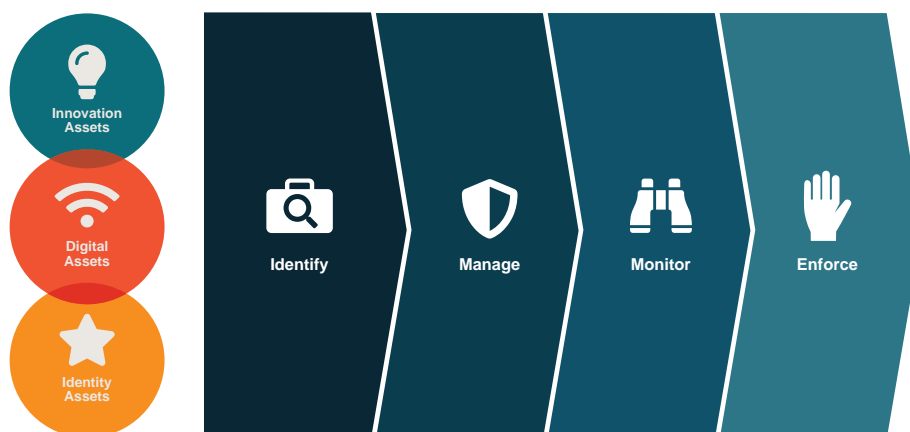 Innovation
Assets
Digital
Assets
Identity
Assets
Identify
Manage
Monitor
Enforce